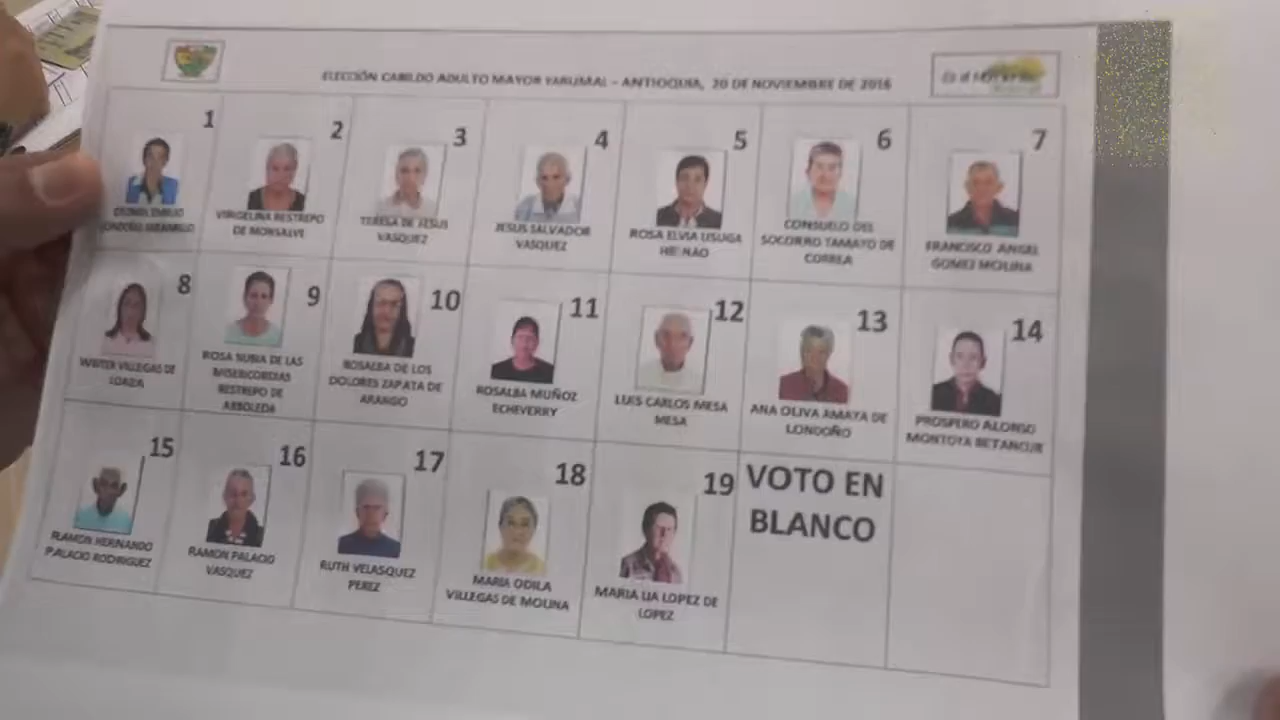 ELECCIÓN CABILDO ADULTO MAYOR YARUMAL – ANTIOQUIA, 20 DE NOVIEMBRE DE 2016
1
2
VIRGELINA RESTREPO
DE MONSALVE
3
TERESA DE JESUS
VASQUEZ
4
JESUS SALVADOR
VASQUEZ
5
ROSA ELVIA USUGA
HENAO
6
CONSUELO DEL
SOCORRO TAMAYO DE
CORREA
7
FRANCISCO ANGEL
GOMEZ MOLINA
8
VILLEGAS DE
LOAIZA
9
ROSA NUBIA DE LAS
MISERICORDIAS
RESTREPO DE
ARBOLEDA
10
ROSALBA DE LOS
DOLORES ZAPATA DE
ARANGO
11
ROSALBA MUÑOZ
ECHEVERRY
12
LUIS CARLOS MESA
MESA
13
ANA OLIVA AMAYA DE
LONDOÑO
14
PROSPERO ALONSO
MONTOYA BETANCUR
15
RAMON HERNANDO
PALACIO RODRIGUEZ
16
RAMON PALACIO
VASQUEZ
17
RUTH VELASQUEZ
PEREZ
18
MARIA ODILA
VILLEGAS DE MOLINA
19
MARIA LIA LOPEZ DE
LOPEZ
VOTO EN
BLANCO